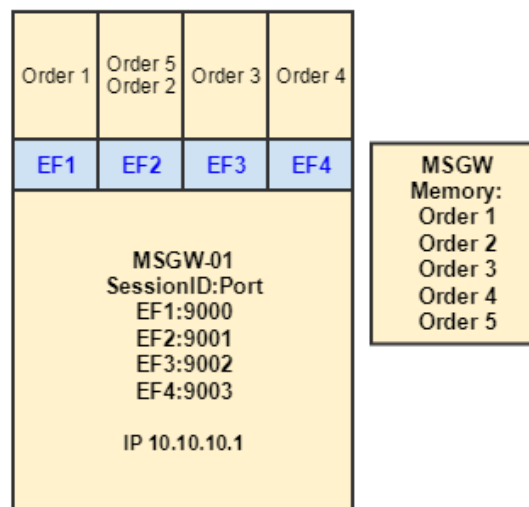 Order 1
Order 5
Order 2
Order 3
Order 4
EF1
EF2
EF3
EF4
MSGW-01
SessionID:Port
EF1:9000
EF2:9001
EF3:9002
EF4:9003
IP 10.10.10.1
MSGW
Memory:
Order 1
Order 2
Order 3
Order 4
Order 5